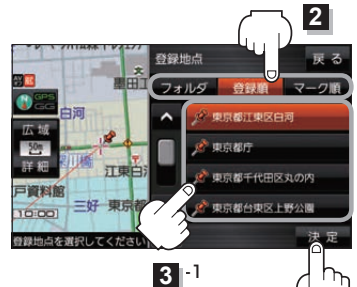 2
登録地点
戻る
フォルダ
登録順
マーク順
墨田
GPS
白河
広域
50m
詳細
江東白
戸資料館
三好
東京都
10:00
東京都江東区白河
東京都庁
東京都千代田区丸の内
東京都台東区上野公園
登録地点を選択してください
決定
3 -1